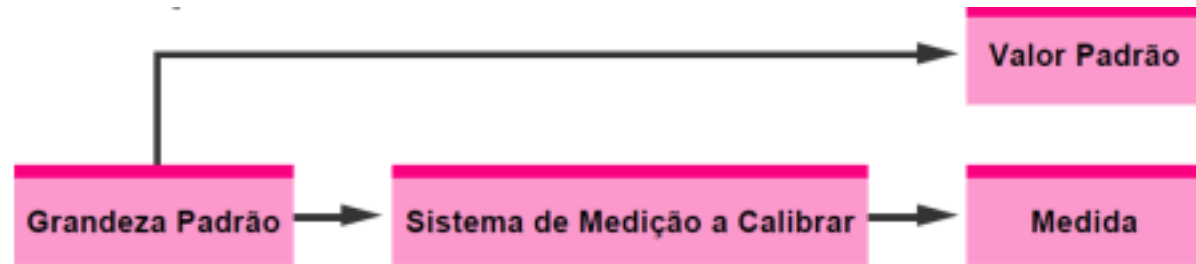 Valor Padrão
Grandeza Padrão
Sistema de Medição a Calibrar
Medida